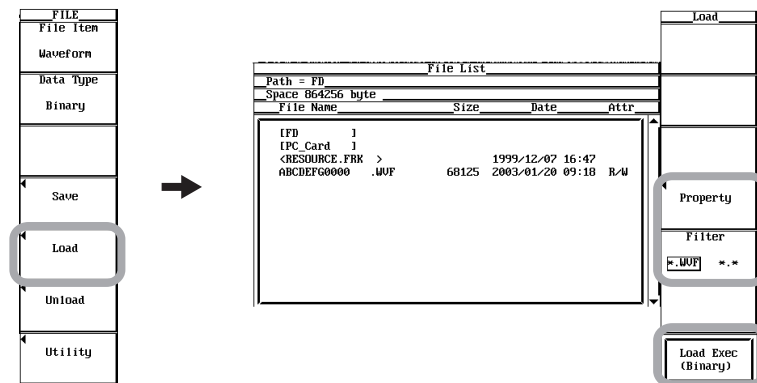 FILE
File Item
Waveform
Data Type
Binary
Save
Load
Unload
Utility
File List
Path = FD
Space 864256 byte
File Name Size Date Attr
[FD ]
[PC_Card ]
<RESOURCE.FRK > 1999/12/07 16:47
ABCDEFG0000 .WVF 68125 2003/01/20 09:18 R/W
Load
Property
Filter
*.WVF *.*
Load Exec
(Binary)